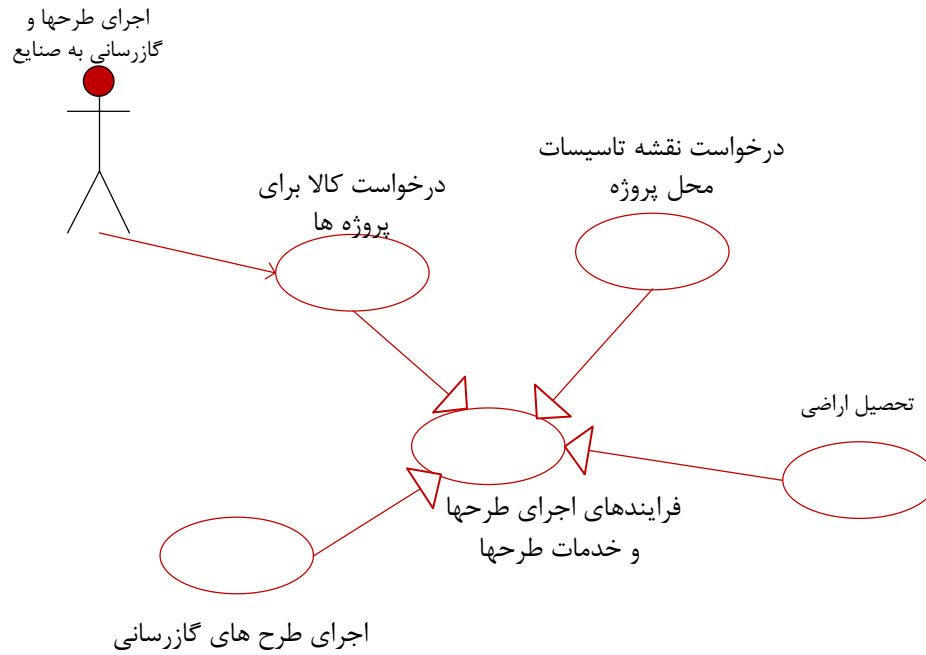 اجرای طرحها و
گازرسانی به صنایع
درخواست نقشه تاسیسات
محل پروژه
درخواست کالا برای
پروژه ها
تحصیل اراضی
فرایندهای اجرای طرحها
و خدمات طرحها
اجرای طرح های گازرسانی